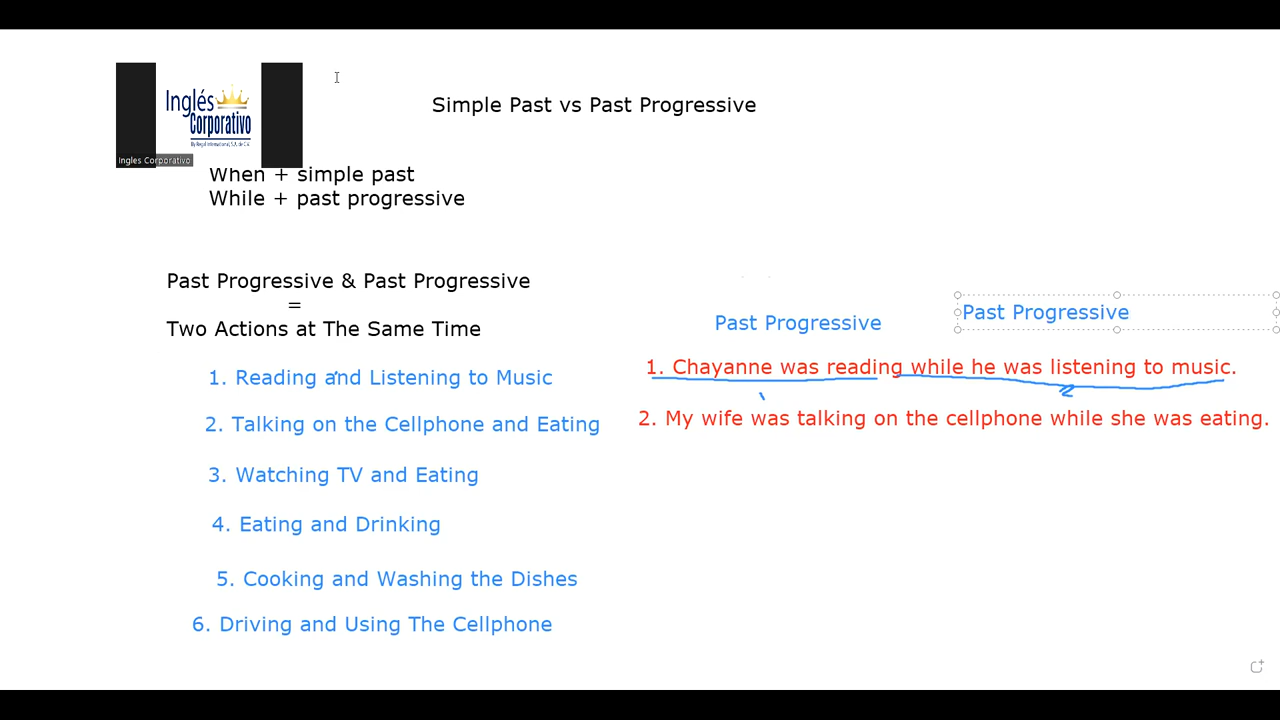 Inglés
Corporativo
Ingles Corporativo
Simple Past vs Past Progressive
When + simple past
While + past progressive
Past Progressive & Past Progressive
=
Two Actions at The Same Time
1. Reading and Listening to Music
2. Talking on the Cellphone and Eating
3. Watching TV and Eating
4. Eating and Drinking
5. Cooking and Washing the Dishes
6. Driving and Using The Cellphone
Past Progressive
Past Progressive
1. Chayanne was reading while he was listening to music.
2. My wife was talking on the cellphone while she was eating.